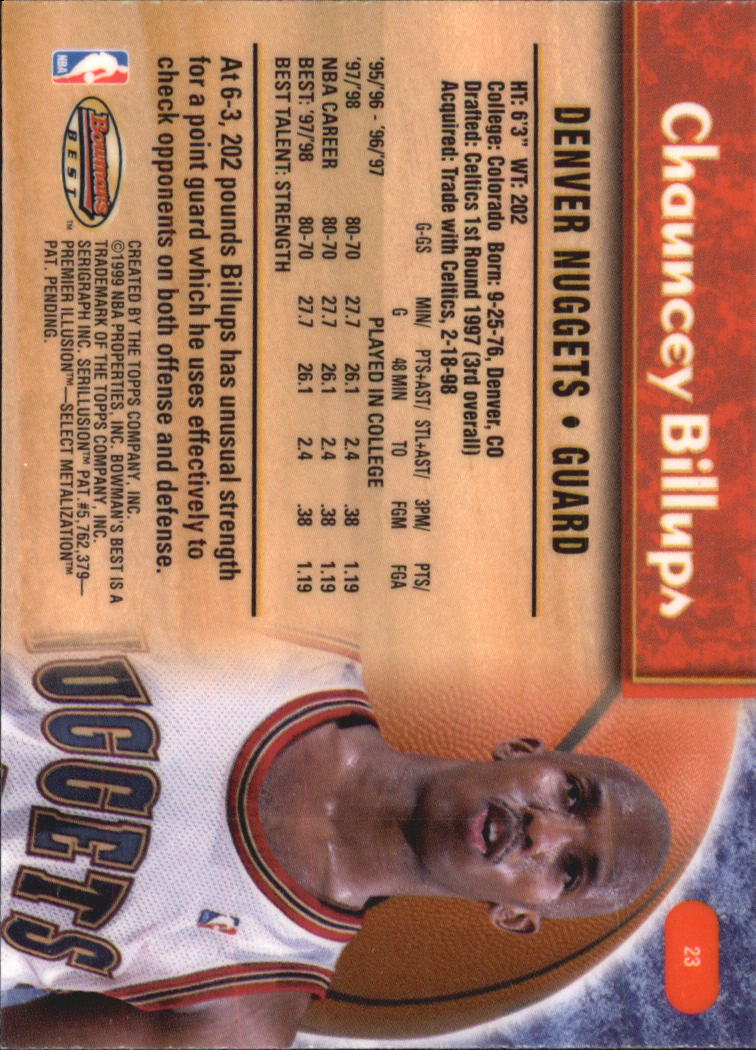 Chauncey Billups
23
DENVER NUGGETS • GUARD
HT: 6'3" WT: 202
College: Colorado Born: 9-25-76, Denver, CO
Drafted: Celtics 1st Round 1997 (3rd overall)
Acquired: Trade with Celtics, 2-18-98
MIN/ PTS+AST/ STL+AST/ 3PM/ PTS/
G-GS G 48 MIN TO FGM FGA
'95/'96 - '96/'97 PLAYED IN COLLEGE
'97/'98 80-70 27.7 26.1 2.4 .38 1.19
NBA CAREER 80-70 27.7 26.1 2.4 .38 1.19
BEST: '97/'98 80-70 27.7 26.1 2.4 .38 1.19
BEST TALENT: STRENGTH
At 6-3, 202 pounds Billups has unusual strength
for a point guard which he uses effectively to
check opponents on both offense and defense.
NBA
Bowman's
BEST™
CREATED BY THE TOPPS COMPANY, INC.
©1999 NBA PROPERTIES, INC. BOWMAN'S BEST IS A
TRADEMARK OF THE TOPPS COMPANY, INC.
SERIGRAPH INC. SERILLUSION™ PAT. #5,762,379—
PREMIER ILLUSION™—SELECT METALIZATION™
PAT. PENDING.
UGGETS